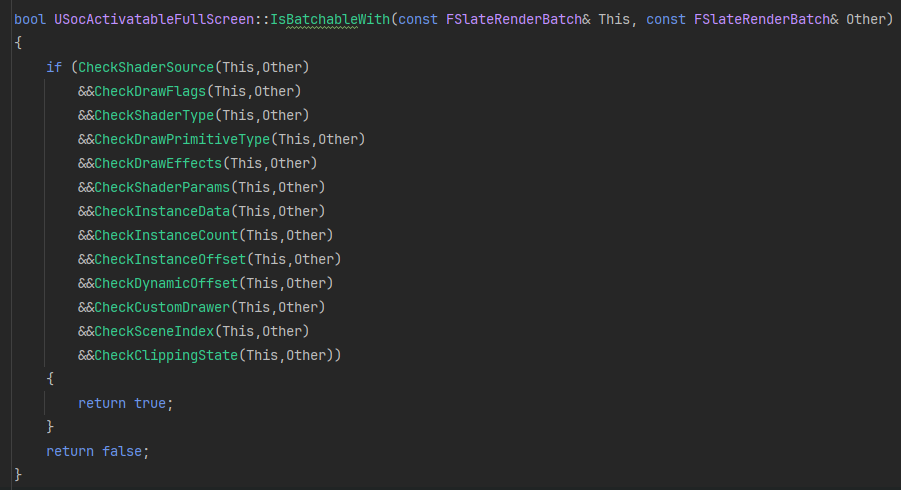 bool USocActivatableFullScreen::IsBatchableWith(const FSlateRenderBatch& This, const FSlateRenderBatch& Other)
{
    if (CheckShaderSource(This,Other)
        &&CheckDrawFlags(This,Other)
        &&CheckShaderType(This,Other)
        &&CheckDrawPrimitiveType(This,Other)
        &&CheckDrawEffects(This,Other)
        &&CheckShaderParams(This,Other)
        &&CheckInstanceData(This,Other)
        &&CheckInstanceCount(This,Other)
        &&CheckInstanceOffset(This,Other)
        &&CheckDynamicOffset(This,Other)
        &&CheckCustomDrawer(This,Other)
        &&CheckSceneIndex(This,Other)
        &&CheckClippingState(This,Other))
    {
        return true;
    }
    return false;
}